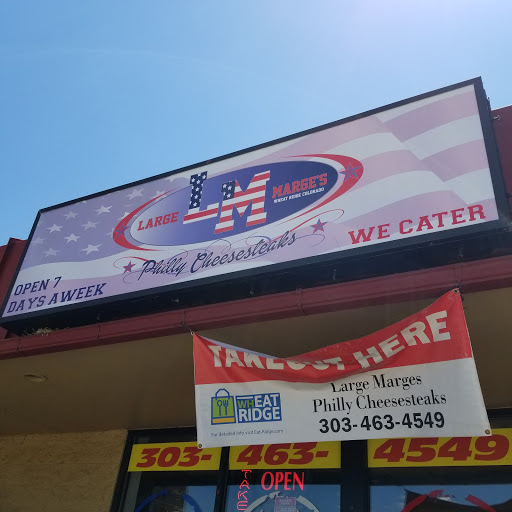 LARGE LM MARGE'S
WHEAT RIDGE COLORADO
Philly Cheesesteaks
OPEN 7
DAYS A WEEK
WE CATER
TAKEOUT HERE
WHEAT
RIDGE
Large Marges
Philly Cheesesteaks
303-463-4549
303- 463- 4549
TAKE
OPEN